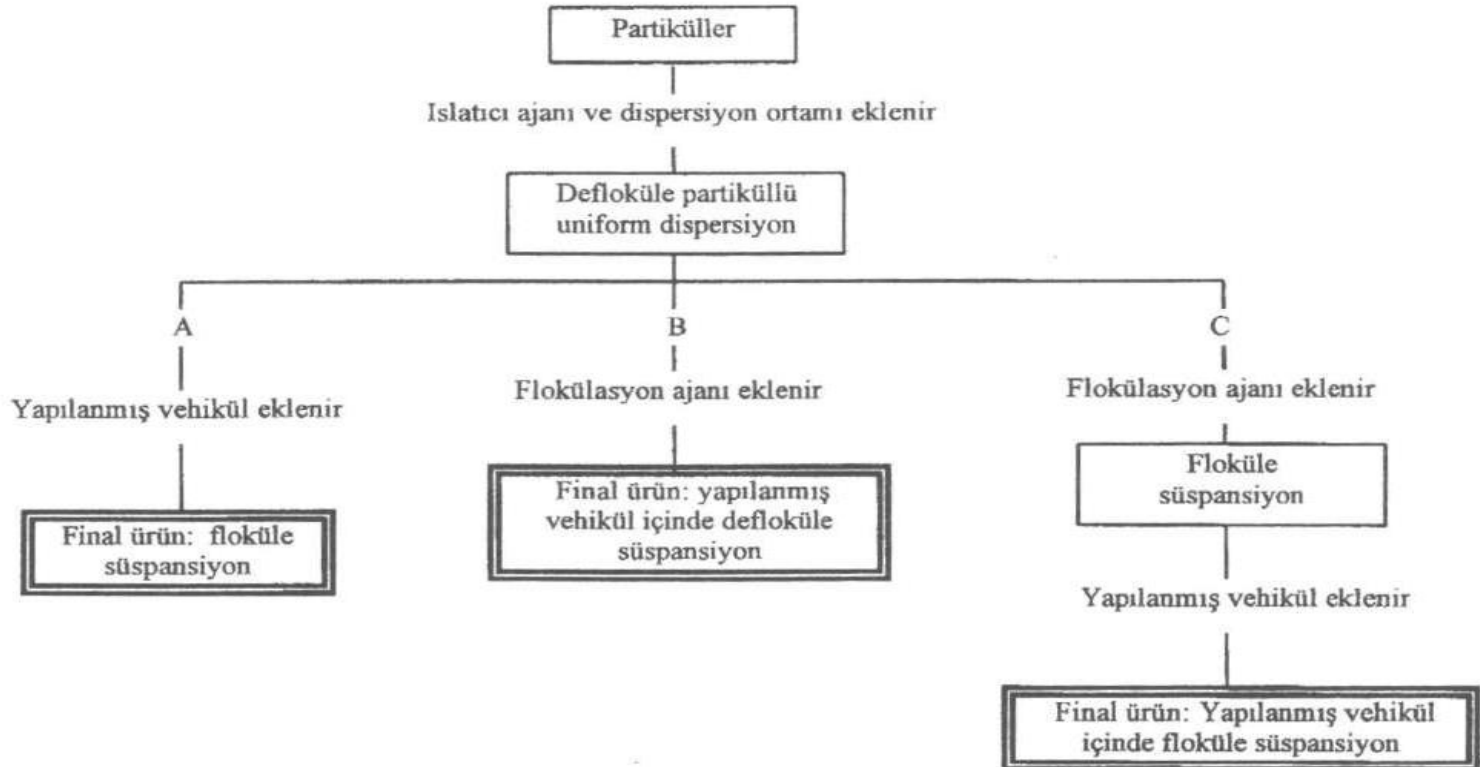 Partiküller
Islatıcı ajanı ve dispersiyon ortamı eklenir
Defloküle partiküllü
uniform dispersiyon
A
Yapılanmış vehikül eklenir
Final ürün: floküle
süspansiyon
B
Flokülasyon ajanı eklenir
Final ürün: yapılanmış
vehikül içinde defloküle
süspansiyon
C
Flokülasyon ajanı eklenir
Floküle
süspansiyon
Yapılanmış vehikül eklenir
Final ürün: Yapılanmış vehikül
içinde floküle süspansiyon